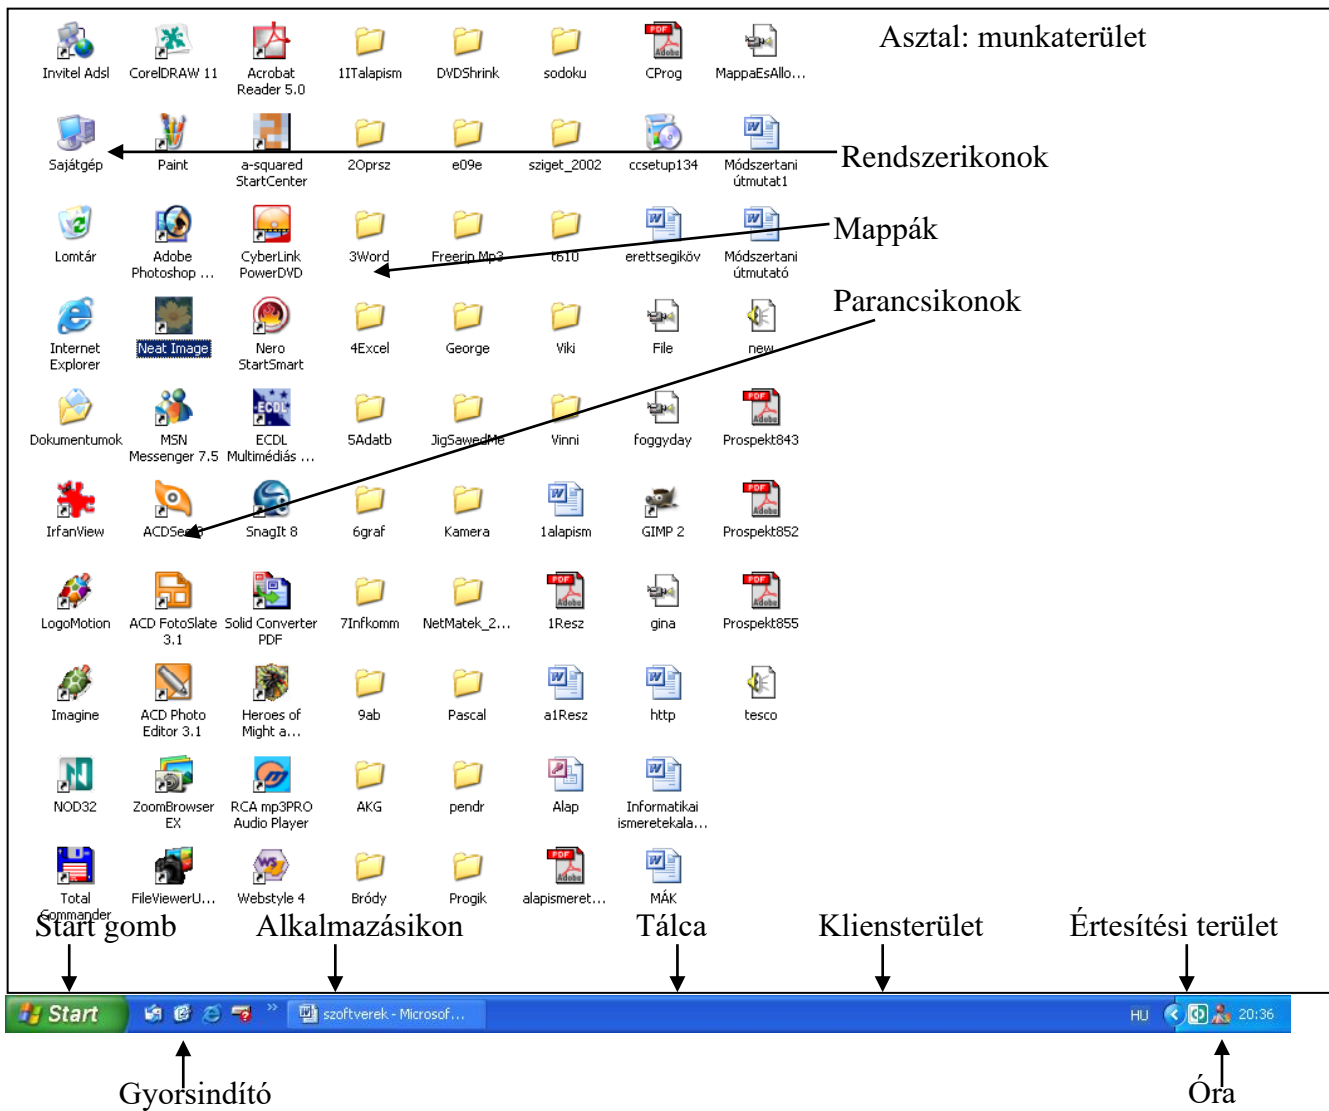 Asztal: munkaterület
Invitel Adsl CorelDRAW 11 Acrobat Reader 5.0 1ITalapism DVDShrink sodoku CProg MappaEsAllo...
Sajátgép Paint a-squared StartCenter 2Oprsz e09e sziget_2002 ccsetup134 Módszertani útmutat1
Rendszerikonok
Lomtár Adobe Photoshop ... CyberLink PowerDVD 3Word Freerip Mp3 t610 erettsegiköv Módszertani útmutató
Mappák
Parancsikonok
Internet Explorer Neat Image Nero StartSmart 4Excel George Viki File new
Dokumentumok MSN Messenger 7.5 ECDL Multimédiás ... 5Adatb JigSawedMe Vinni foggyday Prospekt843
IrfanView ACDSee 8 SnagIt 8 6graf Kamera 1alapism GIMP 2 Prospekt852
LogoMotion ACD FotoSlate 3.1 Solid Converter PDF 7Infkomm NetMatek_2... 1Resz gina Prospekt855
Imagine ACD Photo Editor 3.1 Heroes of Might a... 9ab Pascal a1Resz http tesco
NOD32 ZoomBrowser EX RCA mp3PRO Audio Player AKG pendr Alap Informatikai ismeretekala...
Total Commander FileViewerU... Webstyle 4 Bródy Progik alapismeret... MÁK
Start gomb Alkalmazásikon Tálca Kliensterület Értesítési terület
Start szoftverek - Microsof... HU 20:36
Gyorsindító Óra